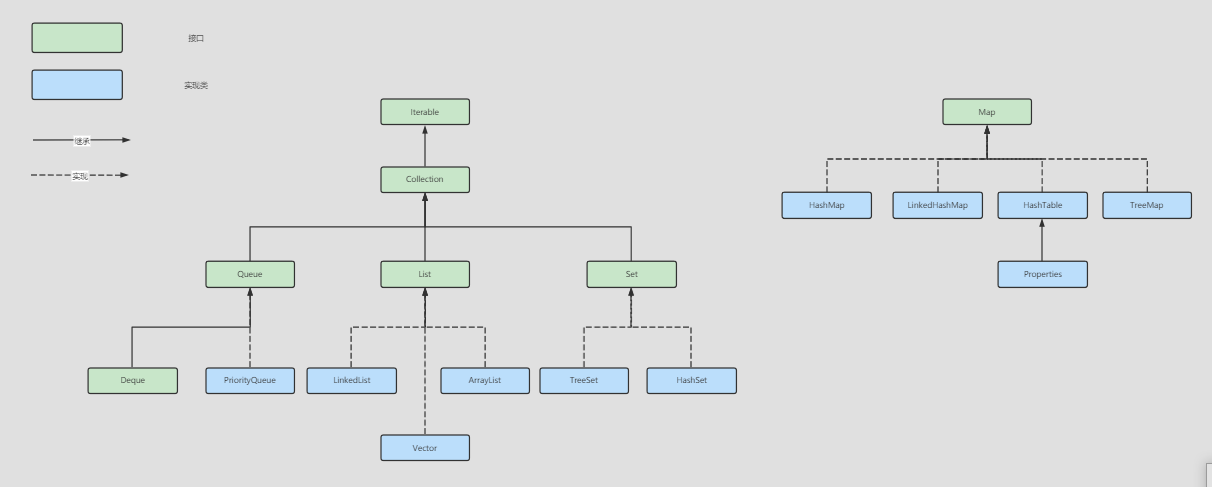 接口
实现类
继承
实现
Iterable
Collection
Queue
List
Set
Deque
PriorityQueue
LinkedList
ArrayList
TreeSet
HashSet
Vector
Map
HashMap
LinkedHashMap
HashTable
TreeMap
Properties